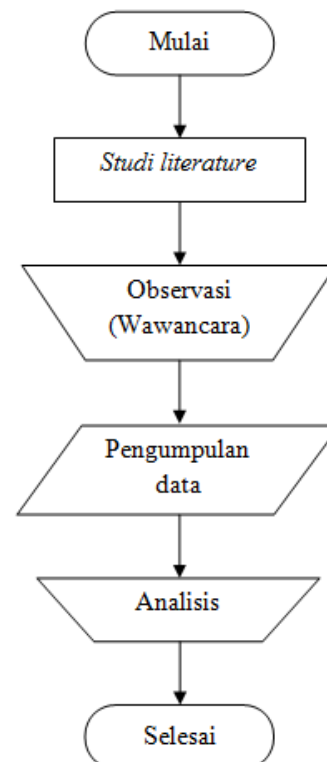 Mulai
Studi literature
Observasi
(Wawancara)
Pengumpulan
data
Analisis
Selesai